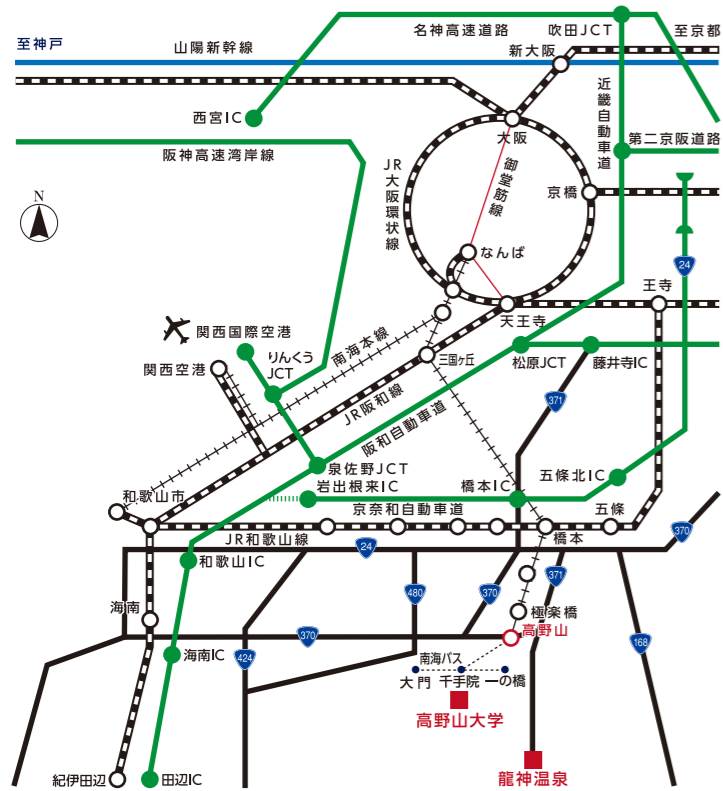 至神戸
山陽新幹線
名神高速道路
吹田JCT
至京都
新大阪
西宮IC
近畿自動車道
大阪
第二京阪道路
阪神高速湾岸線
JR大阪環状線
御堂筋線
京橋
N
なんば
24
王寺
天王寺
関西国際空港
りんくう
JCT
関西空港
南海本線
三国ヶ丘
松原JCT
藤井寺IC
JR阪和線
阪和自動車道
371
泉佐野JCT
岩出根来IC
橋本IC
五條北IC
和歌山市
京奈和自動車道
五條
JR和歌山線
24
橋本
370
和歌山IC
480
370
371
海南
極楽橋
370
高野山
168
海南IC
424
南海バス
大門
千手院
一の橋
高野山大学
紀伊田辺
田辺IC
龍神温泉